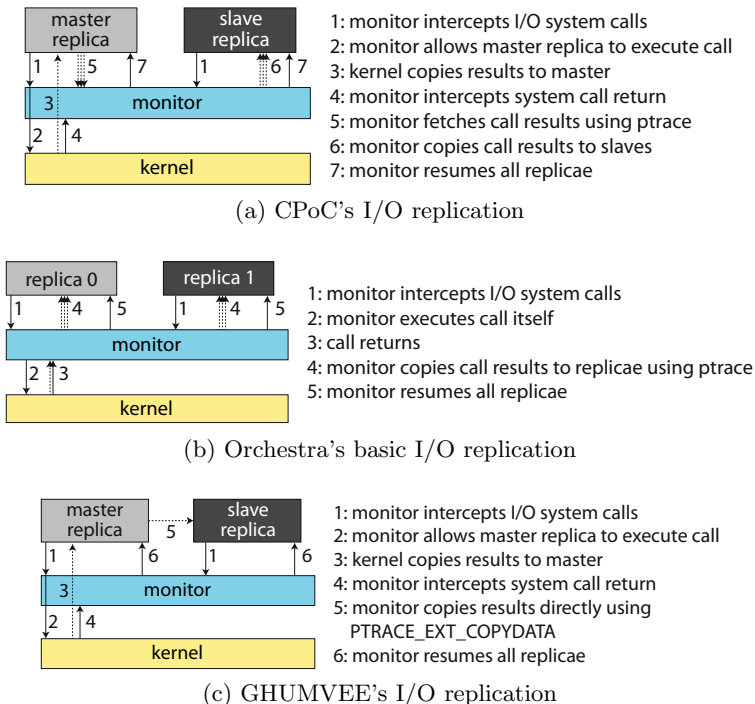 master
replica
slave
replica
1
5
7
1
6
7
3
monitor
2
4
kernel
1: monitor intercepts I/O system calls
2: monitor allows master replica to execute call
3: kernel copies results to master
4: monitor intercepts system call return
5: monitor fetches call results using ptrace
6: monitor copies call results to slaves
7: monitor resumes all replicae
(a) CPoC's I/O replication
replica 0
replica 1
1
4
5
1
4
5
monitor
2
3
kernel
1: monitor intercepts I/O system calls
2: monitor executes call itself
3: call returns
4: monitor copies call results to replicae using ptrace
5: monitor resumes all replicae
(b) Orchestra's basic I/O replication
master
replica
slave
replica
5
1
6
1
6
3
monitor
2
4
kernel
1: monitor intercepts I/O system calls
2: monitor allows master replica to execute call
3: kernel copies results to master
4: monitor intercepts system call return
5: monitor copies results directly using
PTRACE_EXT_COPYDATA
6: monitor resumes all replicae
(c) GHUMVEE's I/O replication